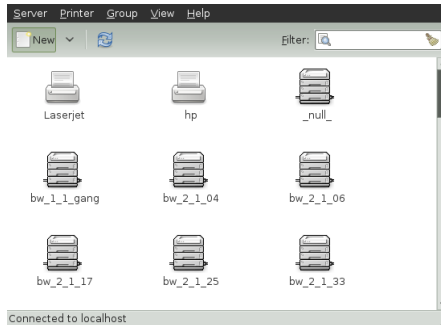 Server Printer Group View Help
New Filter:
Laserjet hp _null_
bw_1_1_gang bw_2_1_04 bw_2_1_06
bw_2_1_17 bw_2_1_25 bw_2_1_33
Connected to localhost